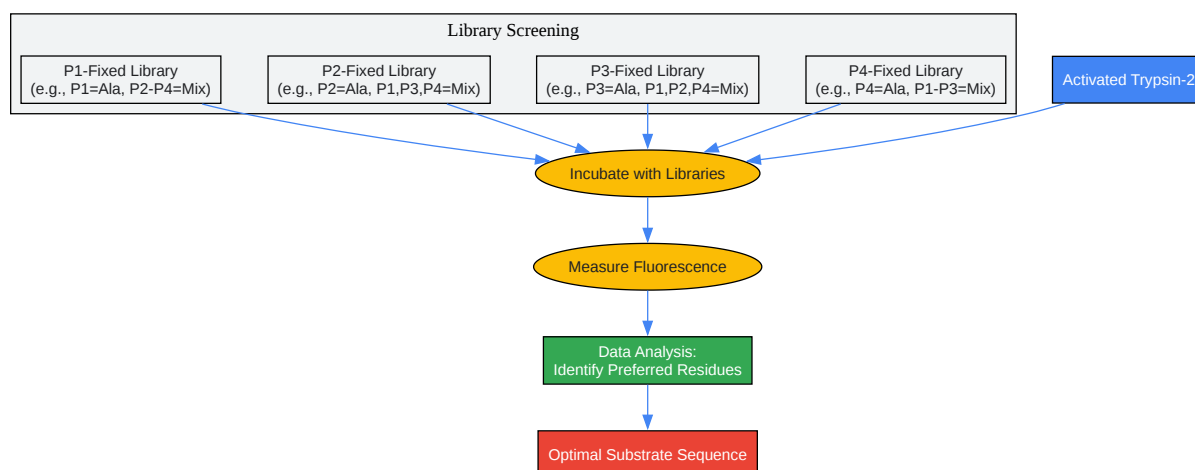 Library Screening
P1-Fixed Library
(e.g., P1=Ala, P2-P4=Mix)
P2-Fixed Library
(e.g., P2=Ala, P1,P3,P4=Mix)
P3-Fixed Library
(e.g., P3=Ala, P1,P2,P4=Mix)
P4-Fixed Library
(e.g., P4=Ala, P1-P3=Mix)
Activated Trypsin-2
Incubate with Libraries
Measure Fluorescence
Data Analysis:
Identify Preferred Residues
Optimal Substrate Sequence